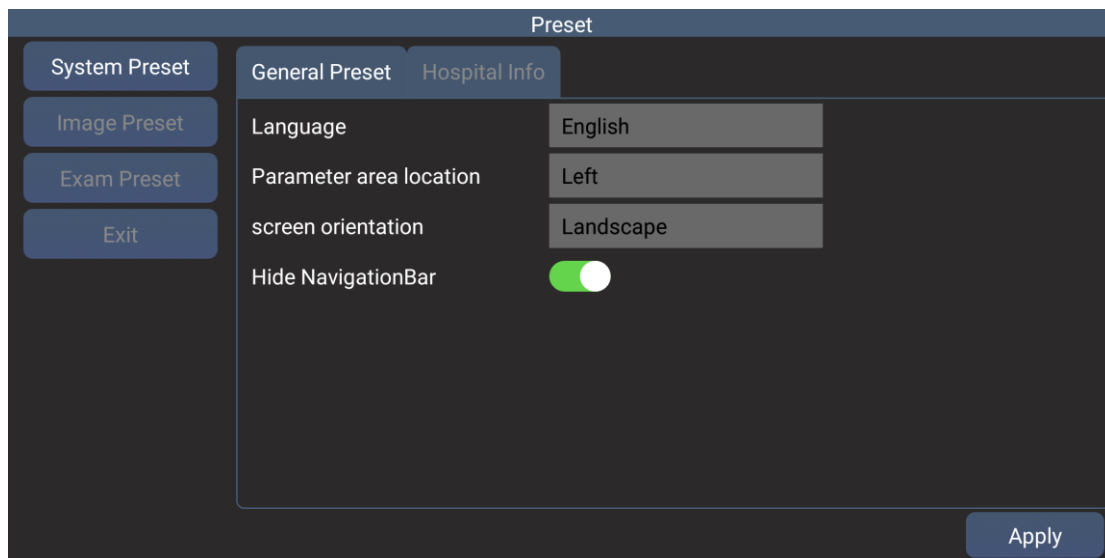 Preset
System Preset
Image Preset
Exam Preset
Exit
General Preset Hospital Info
Language English
Parameter area location Left
screen orientation Landscape
Hide NavigationBar
Apply